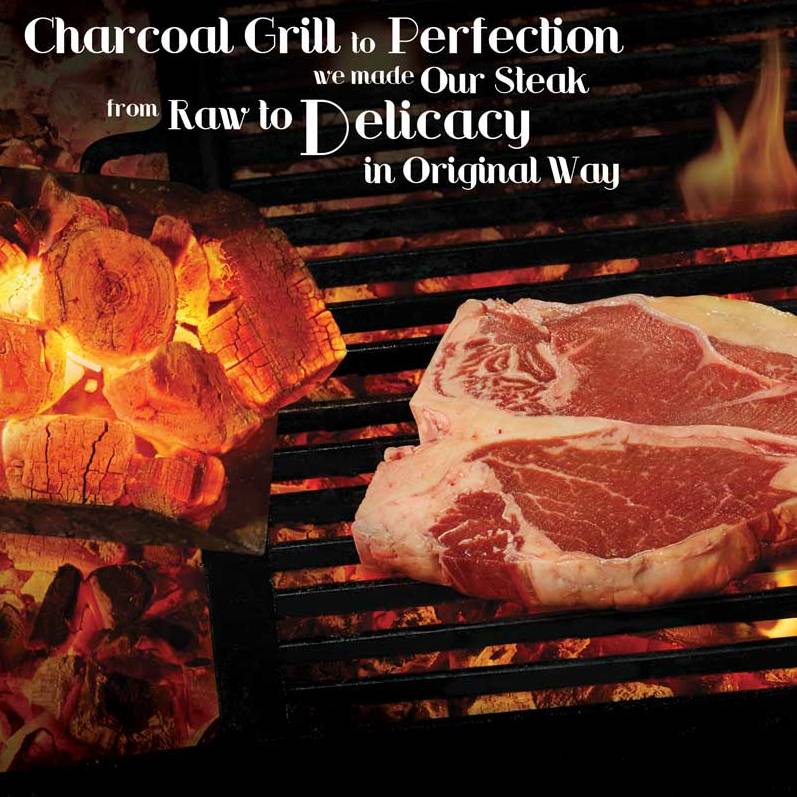 Charcoal Grill to Perfection
we made Our Steak
from Raw to Delicacy
in Original Way